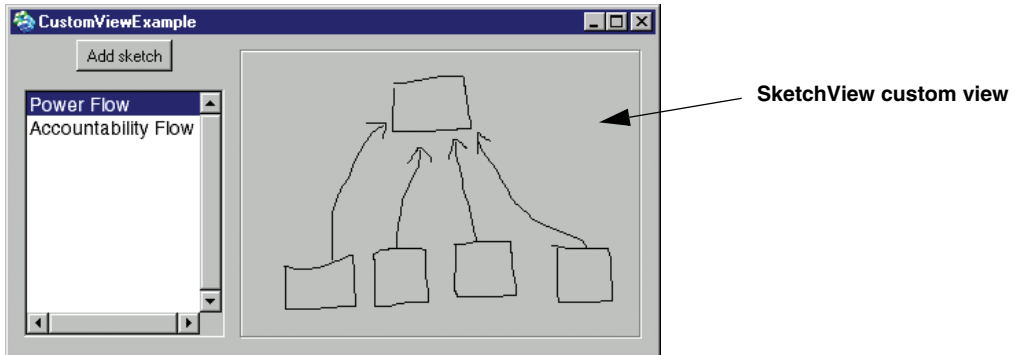 CustomViewExample
Add sketch
Power Flow
Accountability Flow
SketchView custom view